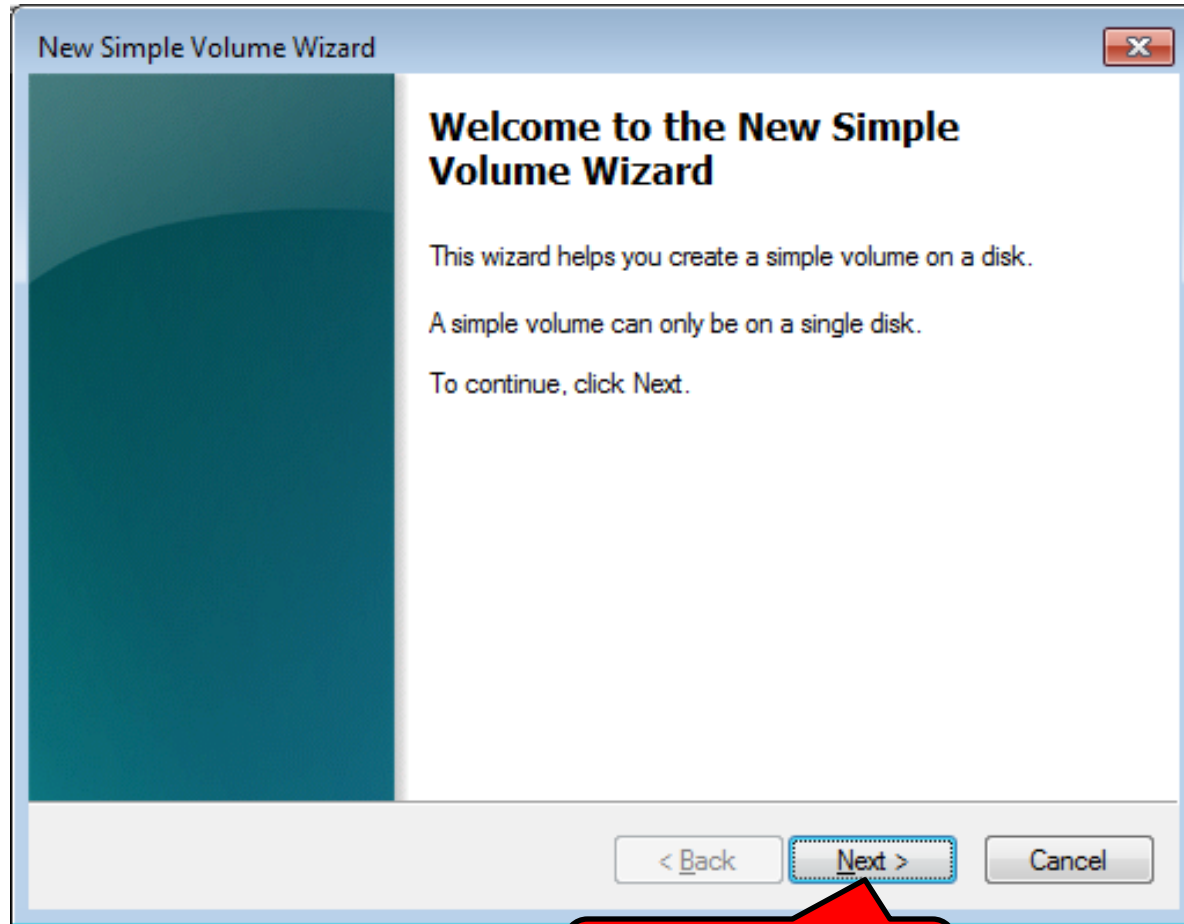 New Simple Volume Wizard
Welcome to the New Simple
Volume Wizard
This wizard helps you create a simple volume on a disk.
A simple volume can only be on a single disk.
To continue, click Next.
< Back Next > Cancel